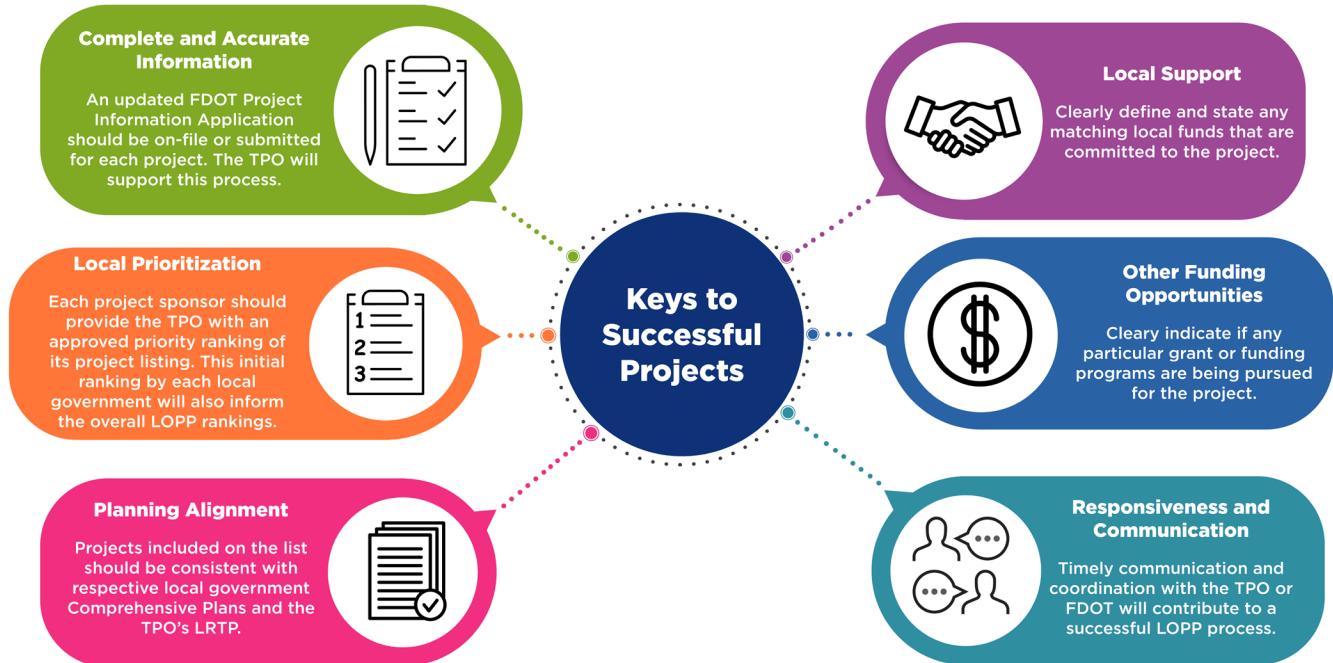 Complete and Accurate
Information
An updated FDOT Project
Information Application
should be on-file or submitted
for each project. The TPO will
support this process.
Local Prioritization
Each project sponsor should
provide the TPO with an
approved priority ranking of
its project listing. This initial
ranking by each local
government will also inform
the overall LOPP rankings.
1
2
3
Planning Alignment
Projects included on the list
should be consistent with
respective local government
Comprehensive Plans and the
TPO's LRTP.
Keys to
Successful
Projects
Local Support
Clearly define and state any
matching local funds that are
committed to the project.
Other Funding
Opportunities
Cleary indicate if any
particular grant or funding
programs are being pursued
for the project.
$
Responsiveness and
Communication
Timely communication and
coordination with the TPO or
FDOT will contribute to a
successful LOPP process.